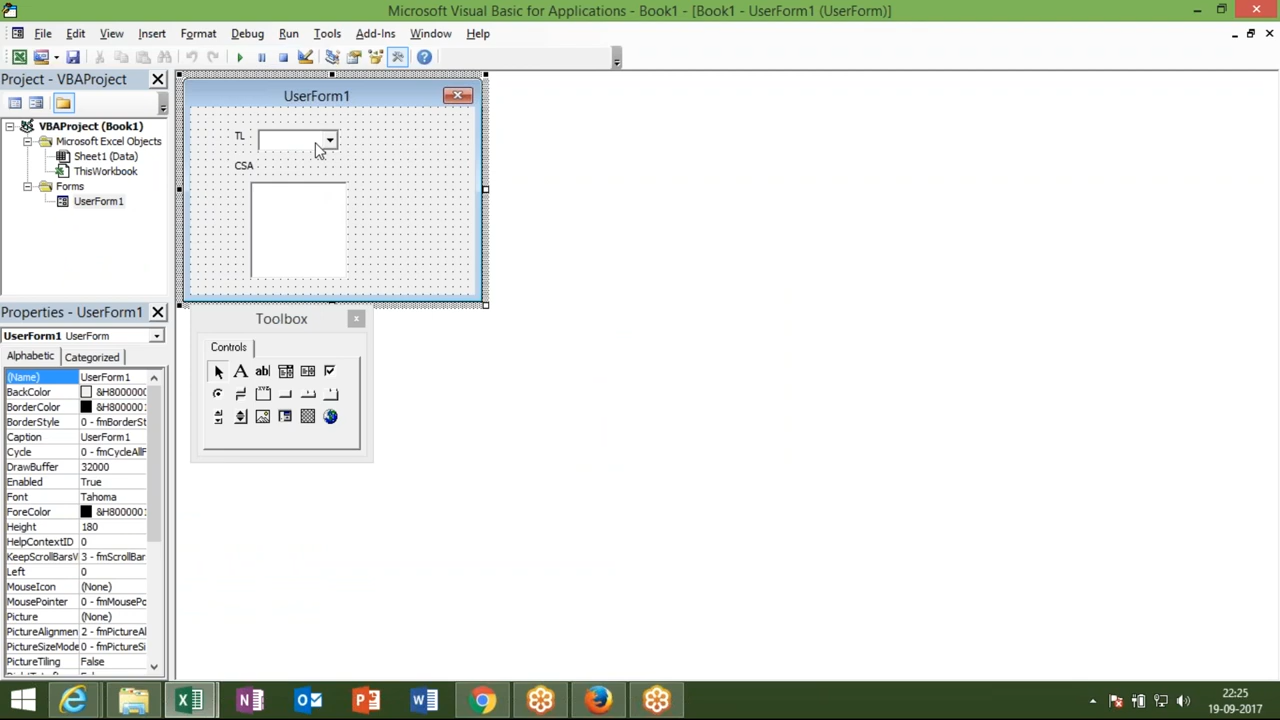 Microsoft Visual Basic for Applications - Book1 - [Book1 - UserForm1 (UserForm)]
File Edit View Insert Format Debug Run Tools Add-Ins Window Help
Project - VBAProject
VBAProject (Book1)
Microsoft Excel Objects
Sheet1 (Data)
ThisWorkbook
Forms
UserForm1
UserForm1
TL
CSA
Toolbox
Controls
A ab|
Properties - UserForm1
UserForm1 UserForm
Alphabetic Categorized
(Name) UserForm1
BackColor &H8000000
BorderColor &H8000001
BorderStyle 0 - fmBorderSt
Caption UserForm1
Cycle 0 - fmCycleAllF
DrawBuffer 32000
Enabled True
Font Tahoma
ForeColor &H8000001
Height 180
HelpContextID 0
KeepScrollBarsV 3 - fmScrollBar
Left 0
MouseIcon (None)
MousePointer 0 - fmMousePo
Picture (None)
PictureAlignmen 2 - fmPictureAl
PictureSizeMode 0 - fmPictureSi
PictureTiling False
22:25
19-09-2017